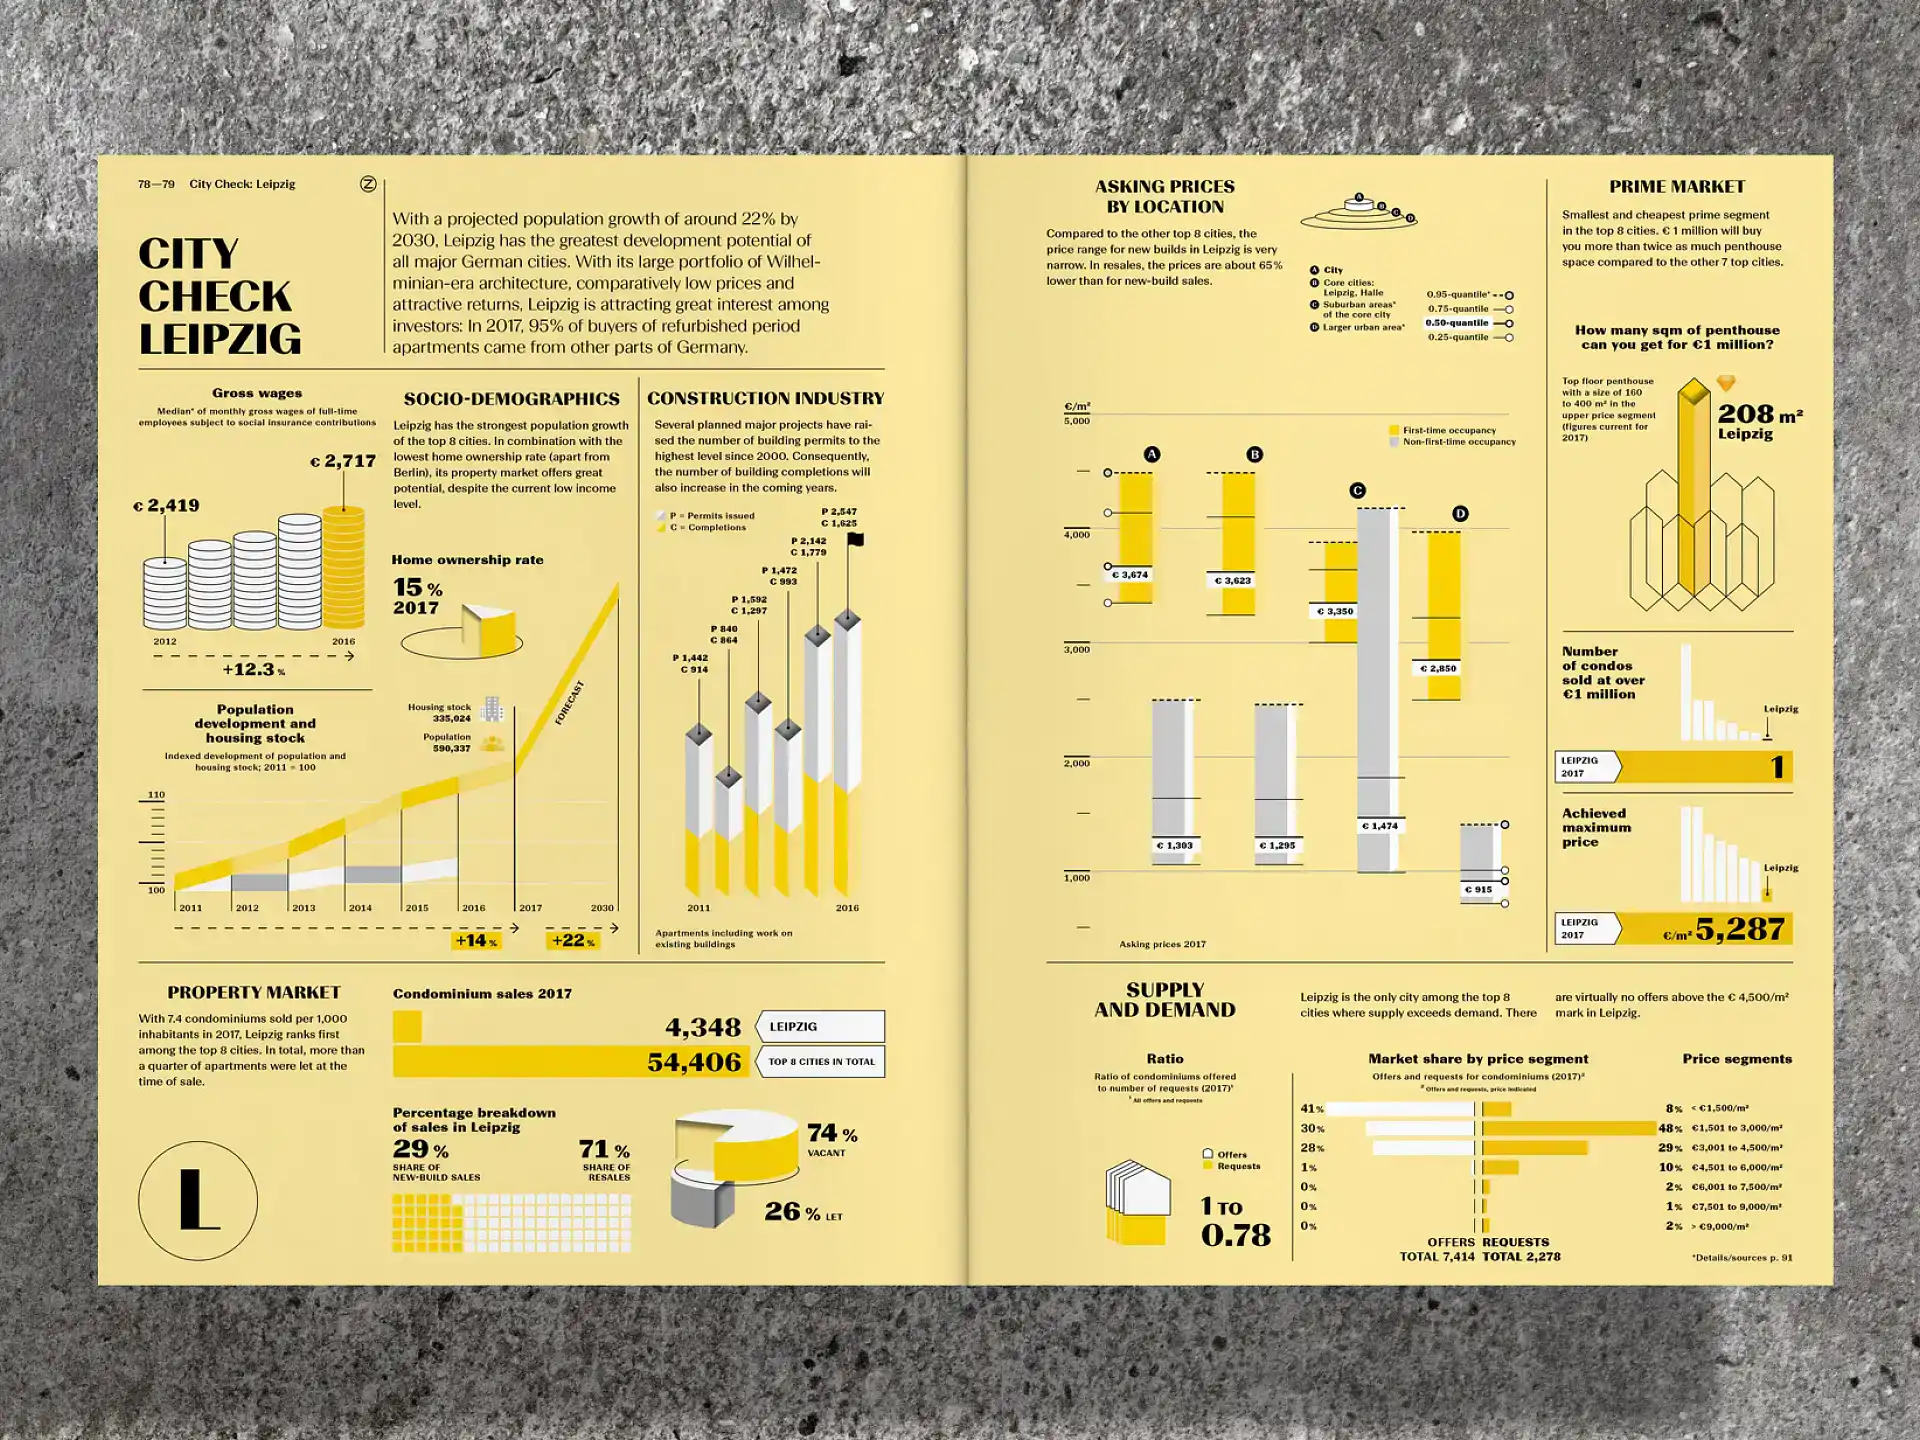 78—79 City Check: Leipzig
CITY
CHECK
LEIPZIG
With a projected population growth of around 22% by
2030, Leipzig has the greatest development potential of
all major German cities. With its large portfolio of Wilhel-
minian-era architecture, comparatively low prices and
attractive returns, Leipzig is attracting great interest among
investors: In 2017, 95% of buyers of refurbished period
apartments came from other parts of Germany.
Gross wages
Median* of monthly gross wages of full-time
employees subject to social insurance contributions
€ 2,717
€ 2,419
2012
2016
+12.3 %
SOCIO-DEMOGRAPHICS
Leipzig has the strongest population growth
of the top 8 cities. In combination with the
lowest home ownership rate (apart from
Berlin), its property market offers great
potential, despite the current low income
level.
Home ownership rate
15 %
2017
Population
development and
housing stock
Indexed development of population and
housing stock; 2011 = 100
Housing stock
335,024
Population
590,337
FORECAST
110
100
2011
2012
2013
2014
2015
2016
2017
2030
+14 %
+22 %
CONSTRUCTION INDUSTRY
Several planned major projects have rai-
sed the number of building permits to the
highest level since 2000. Consequently,
the number of building completions will
also increase in the coming years.
P = Permits issued
C = Completions
P 2,547
C 1,625
P 2,142
C 1,779
P 1,472
C 993
P 1,592
C 1,297
P 840
C 864
P 1,442
C 914
2011
2016
Apartments including work on
existing buildings
PROPERTY MARKET
With 7.4 condominiums sold per 1,000
inhabitants in 2017, Leipzig ranks first
among the top 8 cities. In total, more than
a quarter of apartments were let at the
time of sale.
L
Condominium sales 2017
4,348
LEIPZIG
54,406
TOP 8 CITIES IN TOTAL
Percentage breakdown
of sales in Leipzig
29 %
SHARE OF
NEW-BUILD SALES
71 %
SHARE OF
RESALES
74 %
VACANT
26 % LET
ASKING PRICES
BY LOCATION
Compared to the other top 8 cities, the
price range for new builds in Leipzig is very
narrow. In resales, the prices are about 65%
lower than for new-build sales.
A
B
C
D
A City
B Core cities:
Leipzig, Halle
C Suburban areas*
of the core city
D Larger urban area*
0.95-quantile*
0.75-quantile
0.50-quantile
0.25-quantile
€/m²
5,000
4,000
3,000
2,000
1,000
First-time occupancy
Non-first-time occupancy
A
B
C
D
€ 3,674
€ 3,623
€ 3,350
€ 2,850
€ 1,303
€ 1,295
€ 1,474
€ 915
Asking prices 2017
PRIME MARKET
Smallest and cheapest prime segment
in the top 8 cities. € 1 million will buy
you more than twice as much penthouse
space compared to the other 7 top cities.
How many sqm of penthouse
can you get for €1 million?
Top floor penthouse
with a size of 160
to 400 m² in the
upper price segment
(figures current for
2017)
208 m²
Leipzig
Number
of condos
sold at over
€1 million
Leipzig
LEIPZIG
2017
1
Achieved
maximum
price
Leipzig
LEIPZIG
2017
€/m² 5,287
SUPPLY
AND DEMAND
Leipzig is the only city among the top 8
cities where supply exceeds demand. There
are virtually no offers above the € 4,500/m²
mark in Leipzig.
Ratio
Ratio of condominiums offered
to number of requests (2017)¹
¹ All offers and requests
Offers
Requests
1 TO
0.78
Market share by price segment
Offers and requests for condominiums (2017)²
² Offers and requests, price indicated
Price segments
41% 8% < €1,500/m²
30% 48% €1,501 to 3,000/m²
28% 29% €3,001 to 4,500/m²
1% 10% €4,501 to 6,000/m²
0% 2% €6,001 to 7,500/m²
0% 1% €7,501 to 9,000/m²
0% 2% > €9,000/m²
OFFERS REQUESTS
TOTAL 7,414 TOTAL 2,278
*Details/sources p. 91